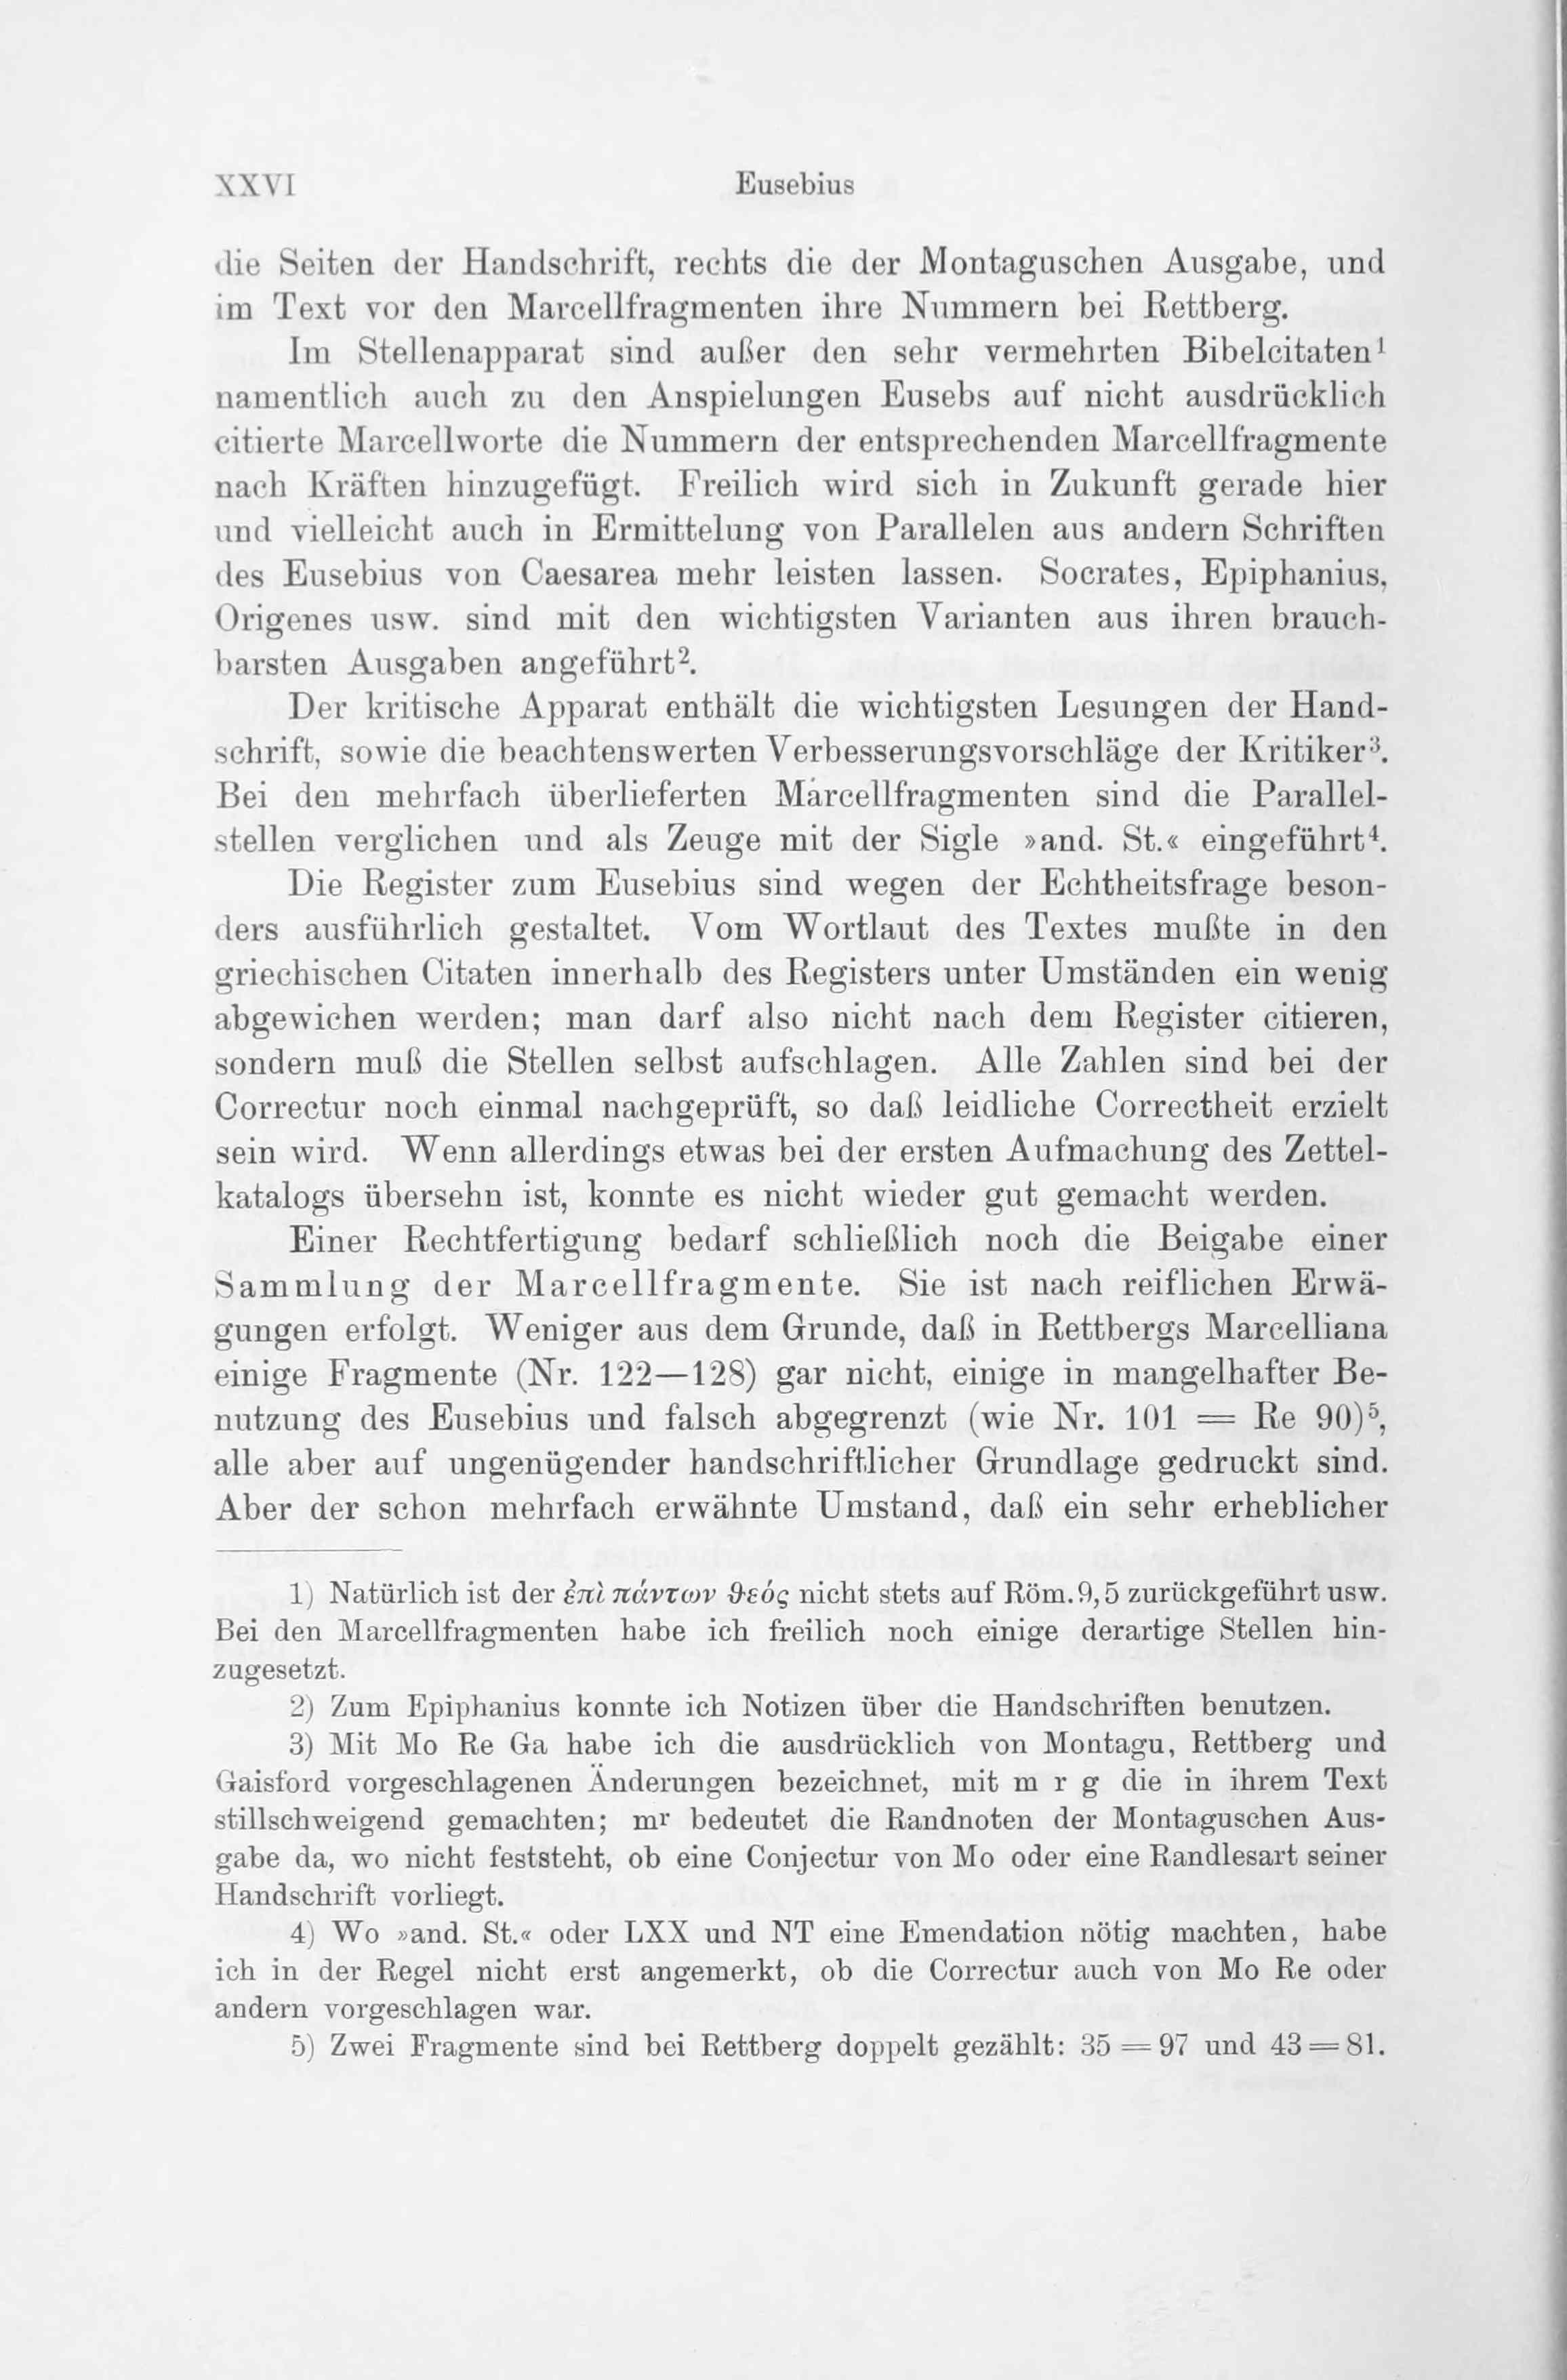 XXVI Eusebius
die Seiten der Handschrift, rechts die der Montaguschen Ausgabe, und
im Text vor den Marcellfragmenten ihre Nummern bei Rettberg.
Im Stellenapparat sind außer den sehr vermehrten Bibelcitaten¹
namentlich auch zu den Anspielungen Eusebs auf nicht ausdrücklich
citierte Marcellworte die Nummern der entsprechenden Marcellfragmente
nach Kräften hinzugefügt. Freilich wird sich in Zukunft gerade hier
und vielleicht auch in Ermittelung von Parallelen aus andern Schriften
des Eusebius von Caesarea mehr leisten lassen. Socrates, Epiphanius,
Origenes usw. sind mit den wichtigsten Varianten aus ihren brauch-
barsten Ausgaben angeführt².
Der kritische Apparat enthält die wichtigsten Lesungen der Hand-
schrift, sowie die beachtenswerten Verbesserungsvorschläge der Kritiker³.
Bei den mehrfach überlieferten Marcellfragmenten sind die Parallel-
stellen verglichen und als Zeuge mit der Sigle »and. St.« eingeführt⁴.
Die Register zum Eusebius sind wegen der Echtheitsfrage beson-
ders ausführlich gestaltet. Vom Wortlaut des Textes mußte in den
griechischen Citaten innerhalb des Registers unter Umständen ein wenig
abgewichen werden; man darf also nicht nach dem Register citieren,
sondern muß die Stellen selbst aufschlagen. Alle Zahlen sind bei der
Correctur noch einmal nachgeprüft, so daß leidliche Correctheit erzielt
sein wird. Wenn allerdings etwas bei der ersten Aufmachung des Zettel-
katalogs übersehn ist, konnte es nicht wieder gut gemacht werden.
Einer Rechtfertigung bedarf schließlich noch die Beigabe einer
Sammlung der Marcellfragmente. Sie ist nach reiflichen Erwä-
gungen erfolgt. Weniger aus dem Grunde, daß in Rettbergs Marcelliana
einige Fragmente (Nr. 122—128) gar nicht, einige in mangelhafter Be-
nutzung des Eusebius und falsch abgegrenzt (wie Nr. 101 = Re 90)⁵,
alle aber auf ungenügender handschriftlicher Grundlage gedruckt sind.
Aber der schon mehrfach erwähnte Umstand, daß ein sehr erheblicher
1) Natürlich ist der ἐπὶ πάντων θεός nicht stets auf Röm. 9,5 zurückgeführt usw.
Bei den Marcellfragmenten habe ich freilich noch einige derartige Stellen hin-
zugesetzt.
2) Zum Epiphanius konnte ich Notizen über die Handschriften benutzen.
3) Mit Mo Re Ga habe ich die ausdrücklich von Montagu, Rettberg und
Gaisford vorgeschlagenen Änderungen bezeichnet, mit m r g die in ihrem Text
stillschweigend gemachten; mʳ bedeutet die Randnoten der Montaguschen Aus-
gabe da, wo nicht feststeht, ob eine Conjectur von Mo oder eine Randlesart seiner
Handschrift vorliegt.
4) Wo »and. St.« oder LXX und NT eine Emendation nötig machten, habe
ich in der Regel nicht erst angemerkt, ob die Correctur auch von Mo Re oder
andern vorgeschlagen war.
5) Zwei Fragmente sind bei Rettberg doppelt gezählt: 35 = 97 und 43 = 81.